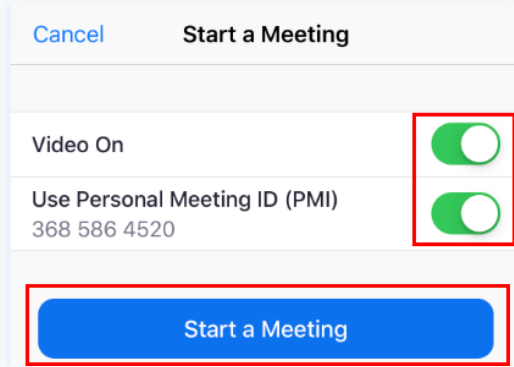 Cancel Start a Meeting
Video On
Use Personal Meeting ID (PMI)
368 586 4520
Start a Meeting